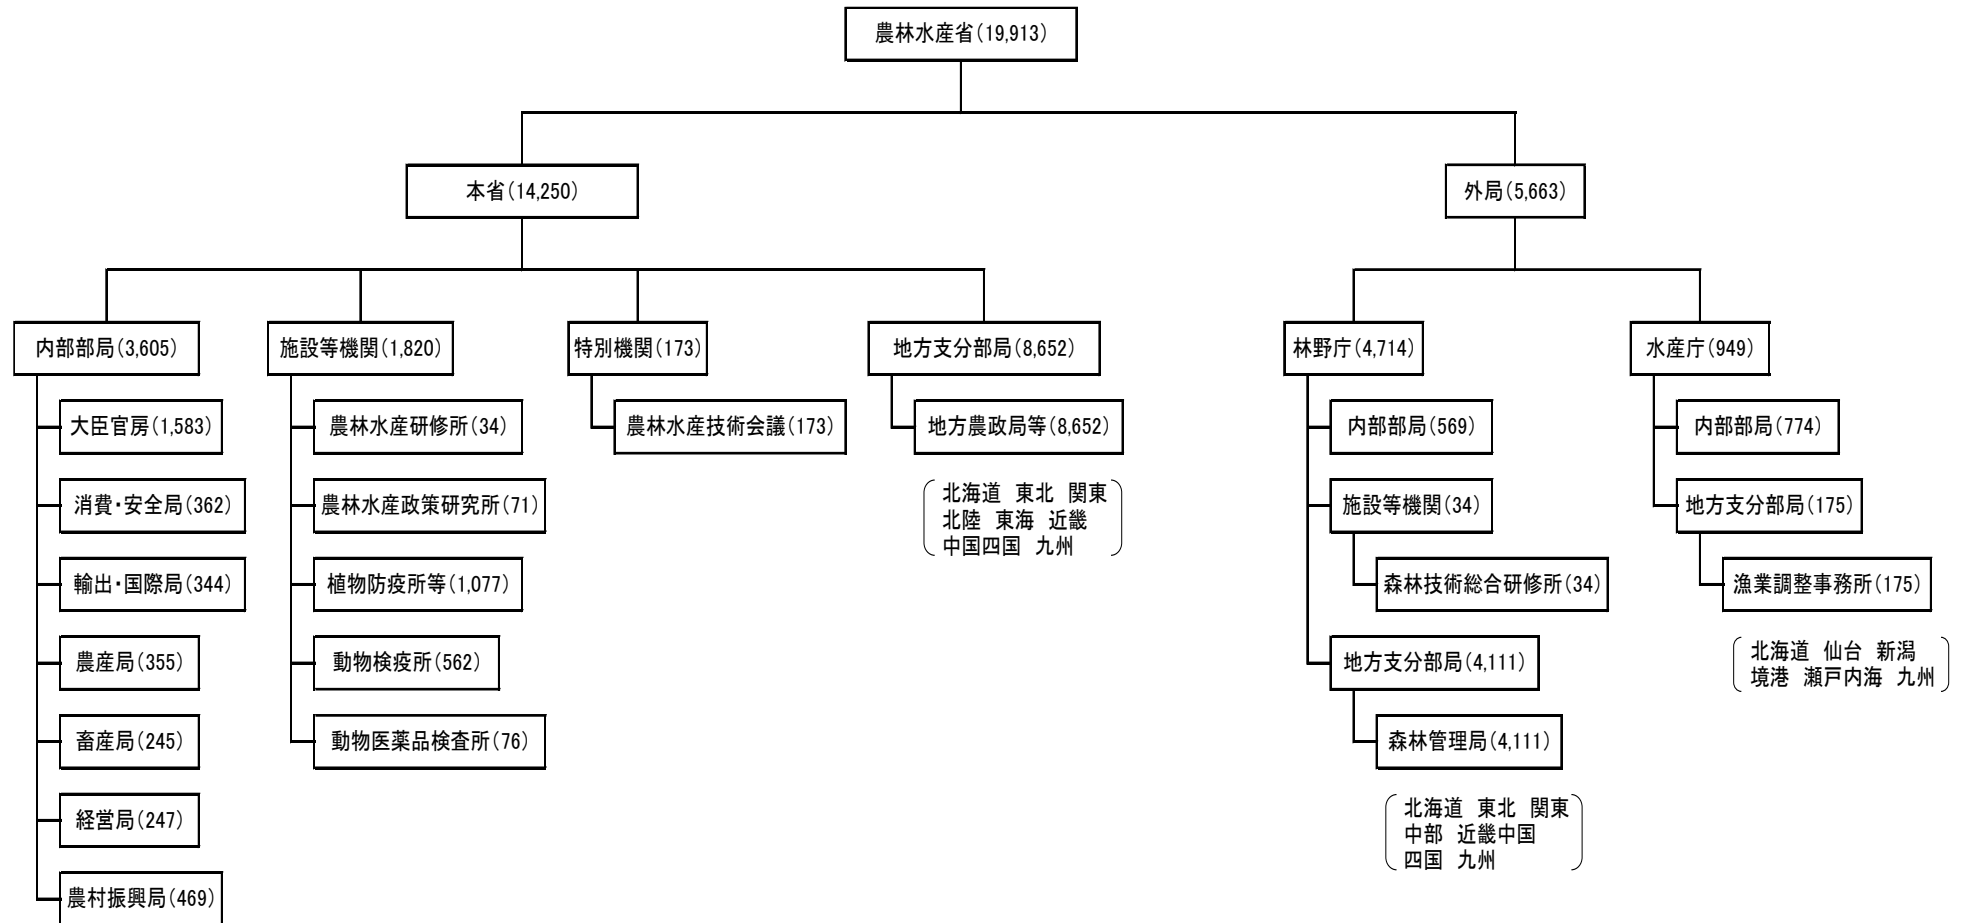 農林水産省(19,913)
本省(14,250)
外局(5,663)
内部部局(3,605)
大臣官房(1,583)
消費・安全局(362)
輸出・国際局(344)
農産局(355)
畜産局(245)
経営局(247)
農村振興局(469)
施設等機関(1,820)
農林水産研修所(34)
農林水産政策研究所(71)
植物防疫所等(1,077)
動物検疫所(562)
動物医薬品検査所(76)
特別機関(173)
農林水産技術会議(173)
地方支分部局(8,652)
地方農政局等(8,652)
北海道 東北 関東
北陸 東海 近畿
中国四国 九州
林野庁(4,714)
内部部局(569)
施設等機関(34)
森林技術総合研修所(34)
地方支分部局(4,111)
森林管理局(4,111)
北海道 東北 関東
中部 近畿中国
四国 九州
水産庁(949)
内部部局(774)
地方支分部局(175)
漁業調整事務所(175)
北海道 仙台 新潟
境港 瀬戸内海 九州